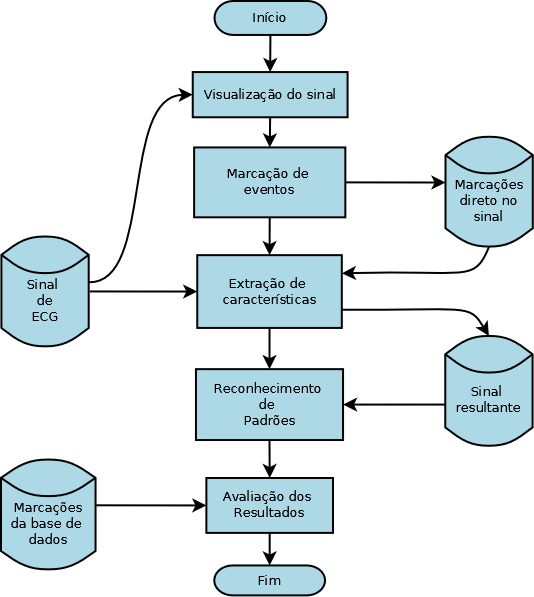 Início
Visualização do sinal
Marcação de
eventos
Marcações
direto no
sinal
Sinal
de
ECG
Extração de
características
Reconhecimento
de
Padrões
Sinal
resultante
Marcações
da base de
dados
Avaliação dos
Resultados
Fim